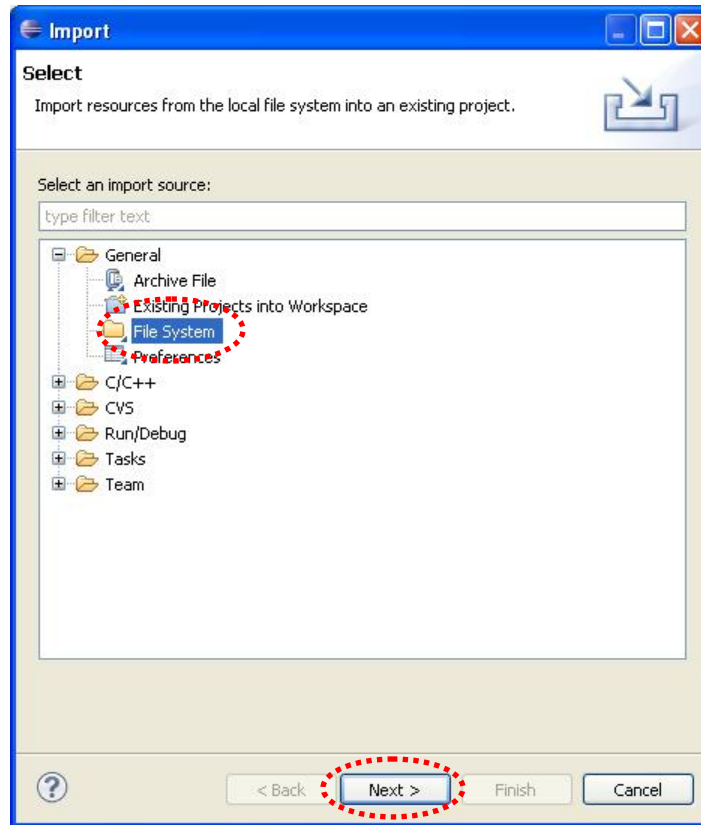 Import
Select
Import resources from the local file system into an existing project.
Select an import source:
type filter text
General
Archive File
Existing Projects into Workspace
File System
Preferences
C/C++
CVS
Run/Debug
Tasks
Team
?
< Back Next > Finish Cancel